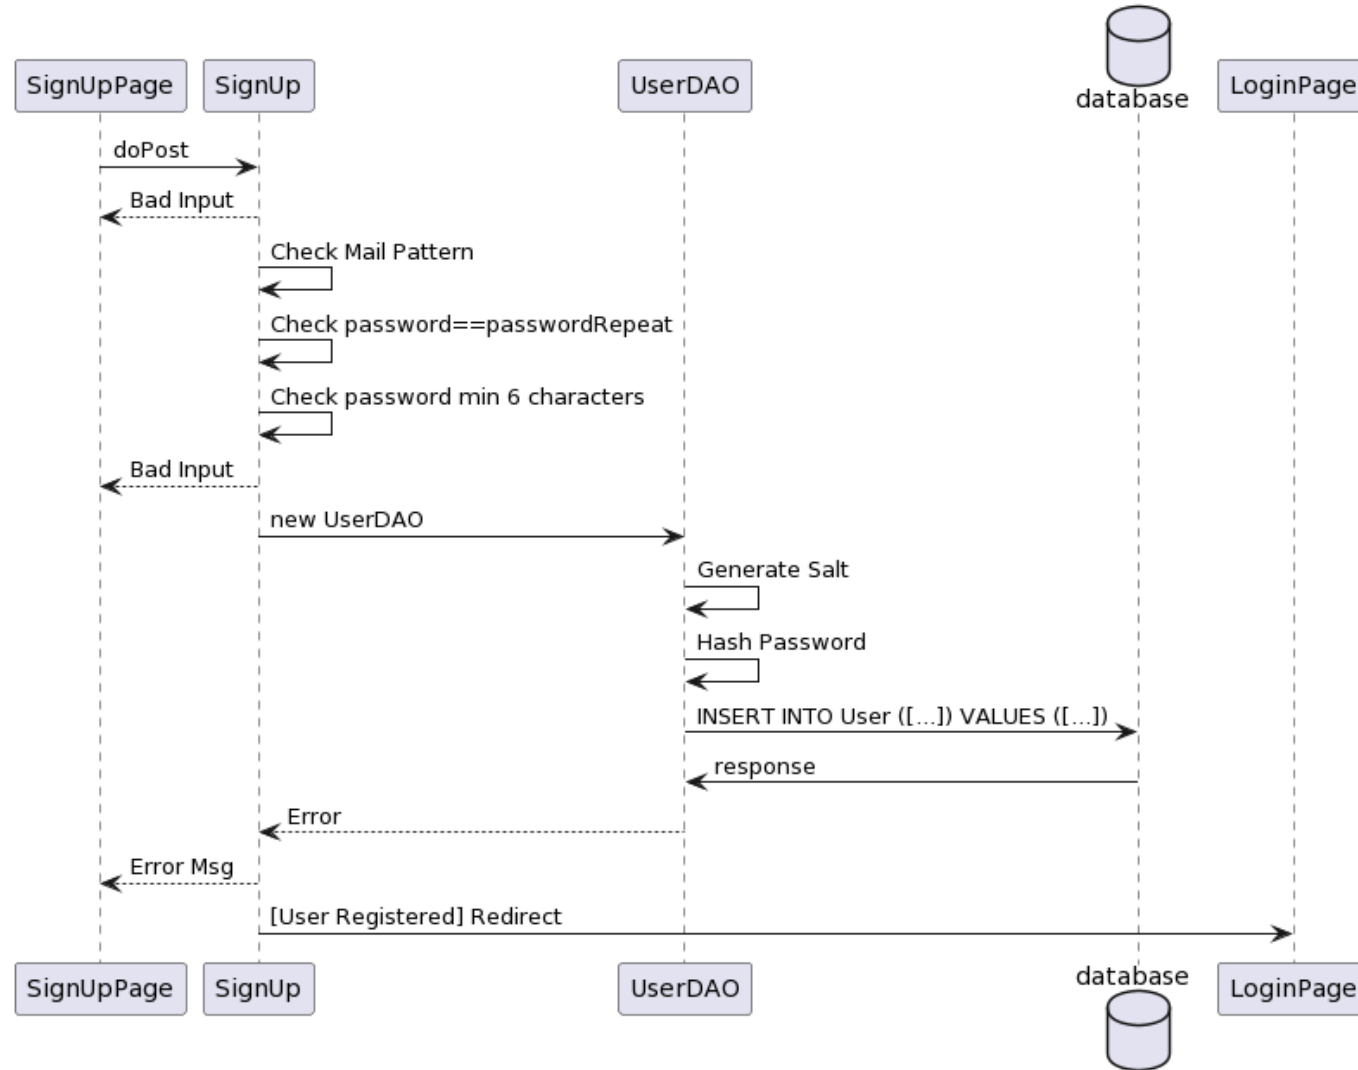 SignUpPage
SignUp
UserDAO
database
LoginPage
doPost
Bad Input
Check Mail Pattern
Check password==passwordRepeat
Check password min 6 characters
Bad Input
new UserDAO
Generate Salt
Hash Password
INSERT INTO User ([...]) VALUES ([...])
response
Error
Error Msg
[User Registered] Redirect
SignUpPage
SignUp
UserDAO
database
LoginPage